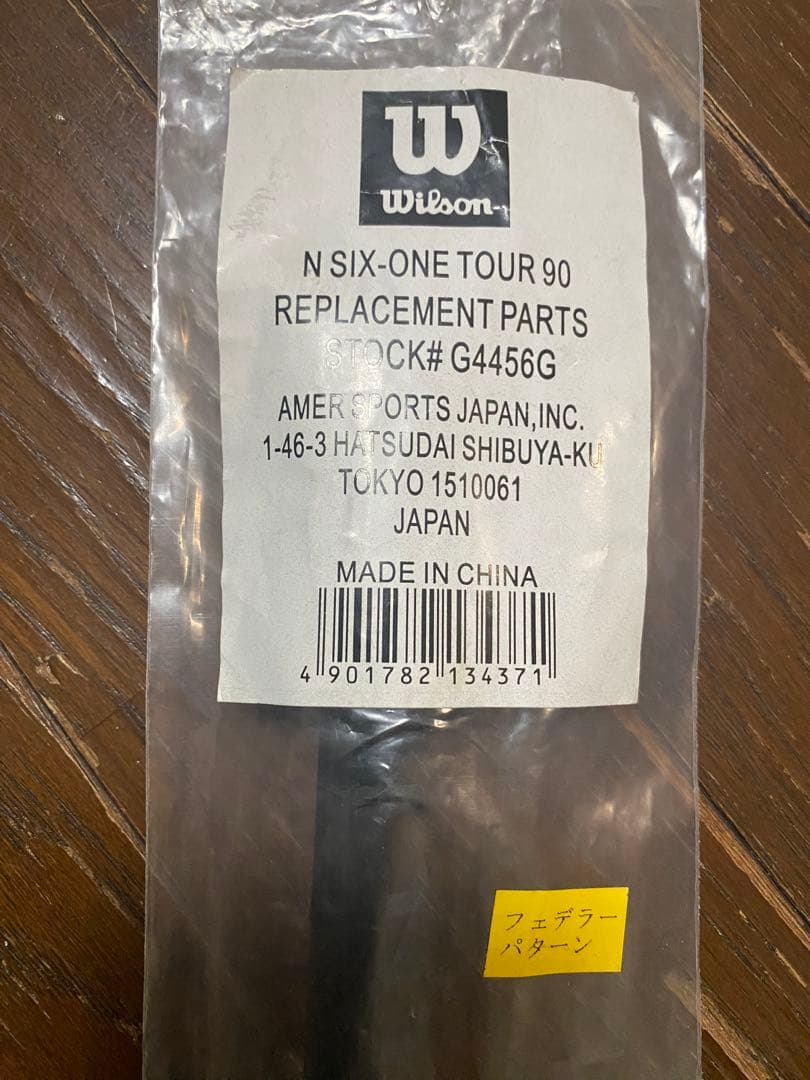 W
Wilson
N SIX-ONE TOUR 90
REPLACEMENT PARTS
STOCK# G4456G
AMER SPORTS JAPAN,INC.
1-46-3 HATSUDAI SHIBUYA-KU
TOKYO 1510061
JAPAN
MADE IN CHINA
4 901782 134371
フェデラー
パターン